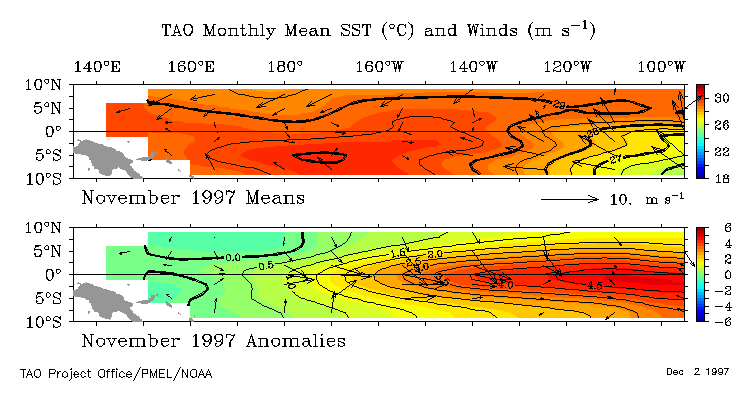 TAO Monthly Mean SST (°C) and Winds (m s⁻¹)
140°E 160°E 180° 160°W 140°W 120°W 100°W
10°N
5°N
0°
5°S
10°S
29
28
27
30
26
22
18
November 1997 Means
10. m s⁻¹
10°N
5°N
0°
5°S
10°S
0.0
0.5
1.5
2.0
4.5
6
4
2
0
−2
−4
−6
November 1997 Anomalies
TAO Project Office/PMEL/NOAA
Dec 2 1997